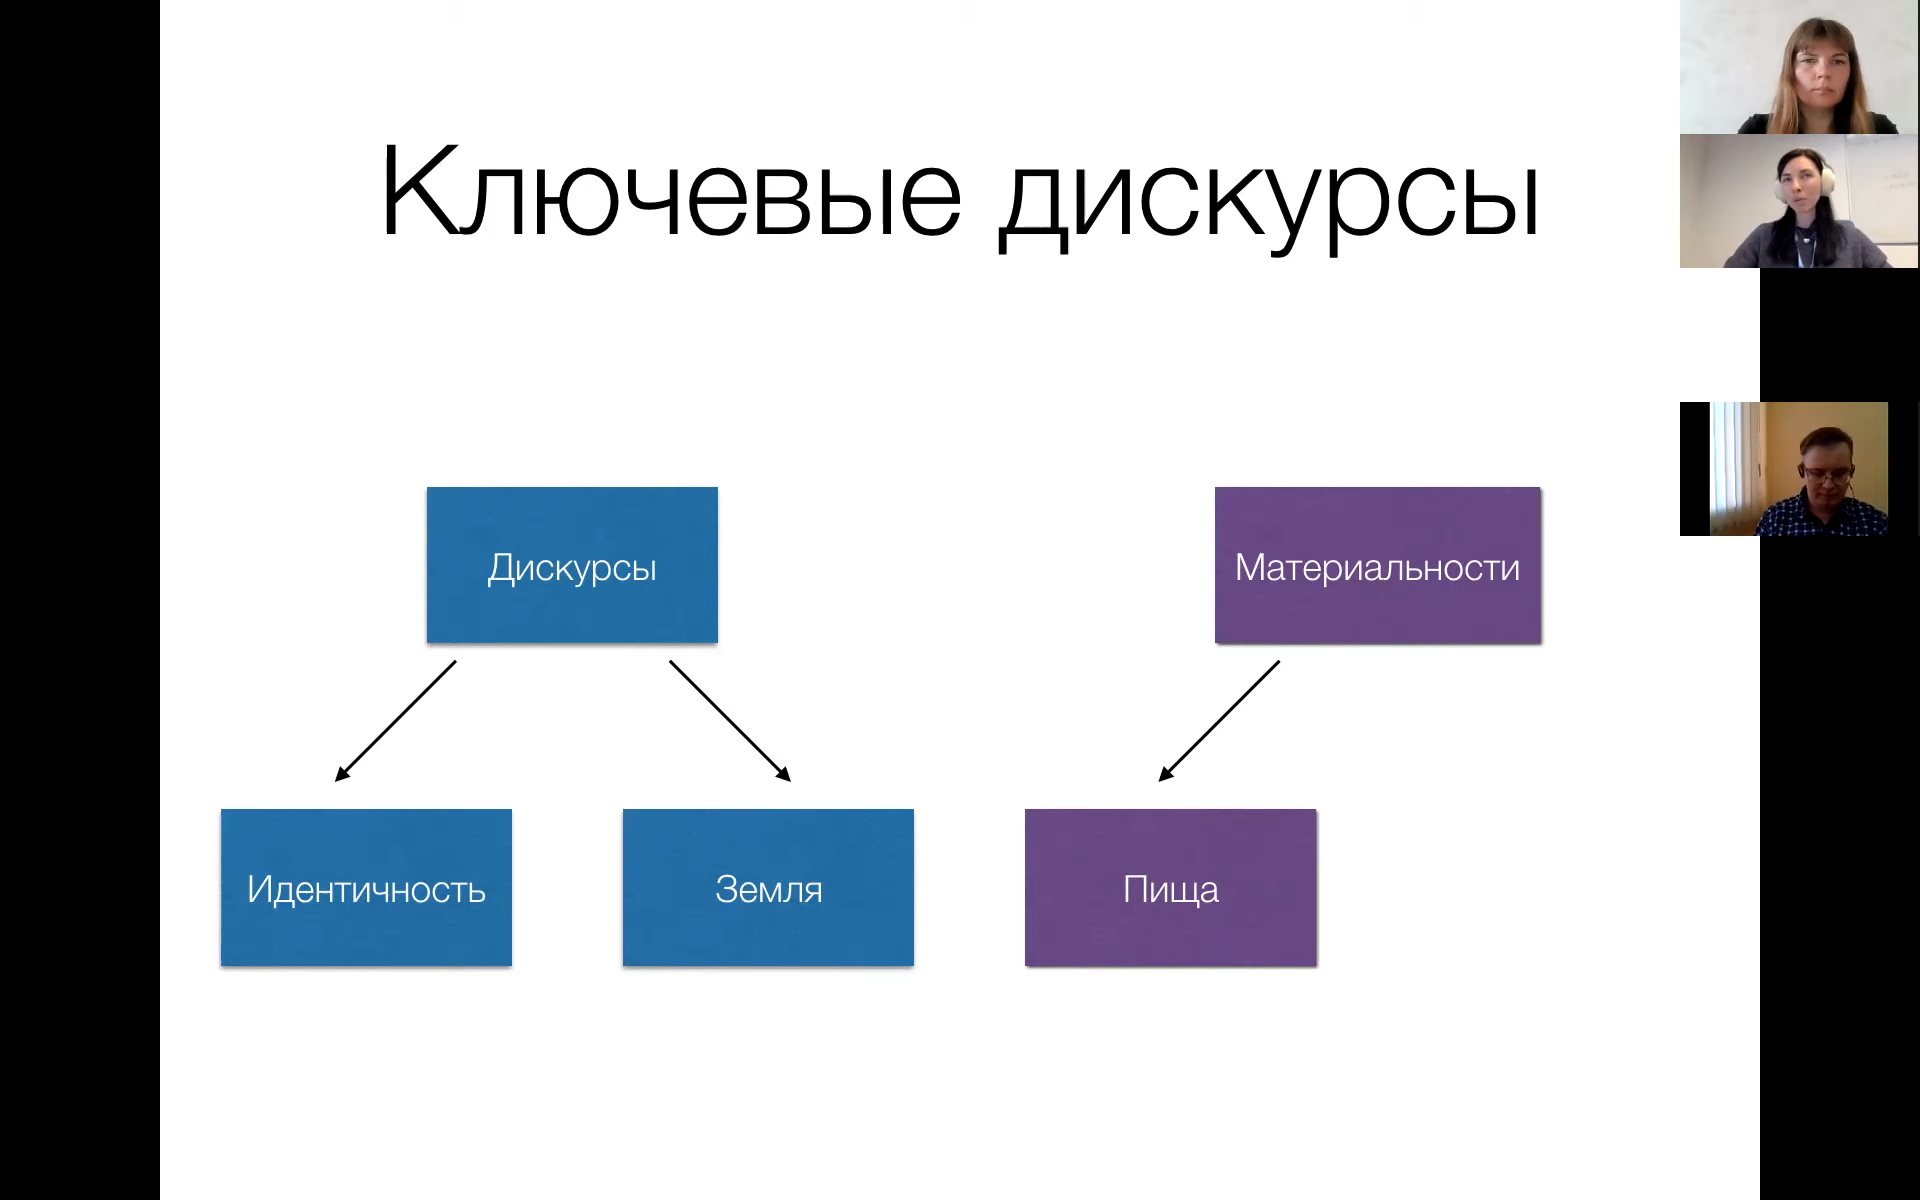 Ключевые дискурсы
Дискурсы
Материальности
Идентичность
Земля
Пища